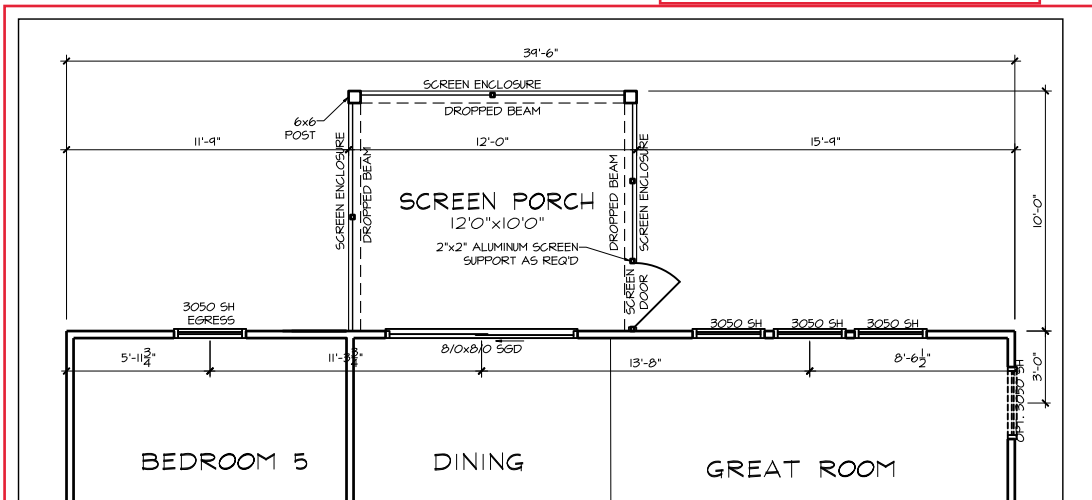 39'-6"
SCREEN ENCLOSURE
DROPPED BEAM
6x6
POST
11'-9"
12'-0"
15'-9"
SCREEN ENCLOSURE
DROPPED BEAM
DROPPED BEAM
SCREEN ENCLOSURE
10'-0"
SCREEN PORCH
12'0"x10'0"
2"x2" ALUMINUM SCREEN
SUPPORT AS REQ'D
SCREEN
DOOR
3050 SH
EGRESS
3050 SH
3050 SH
3050 SH
8/0x8/0 SGD
5'-11 3/4"
13'-8"
8'-6 1/2"
3'-0"
OPT. 3050 SH
BEDROOM 5
DINING
GREAT ROOM